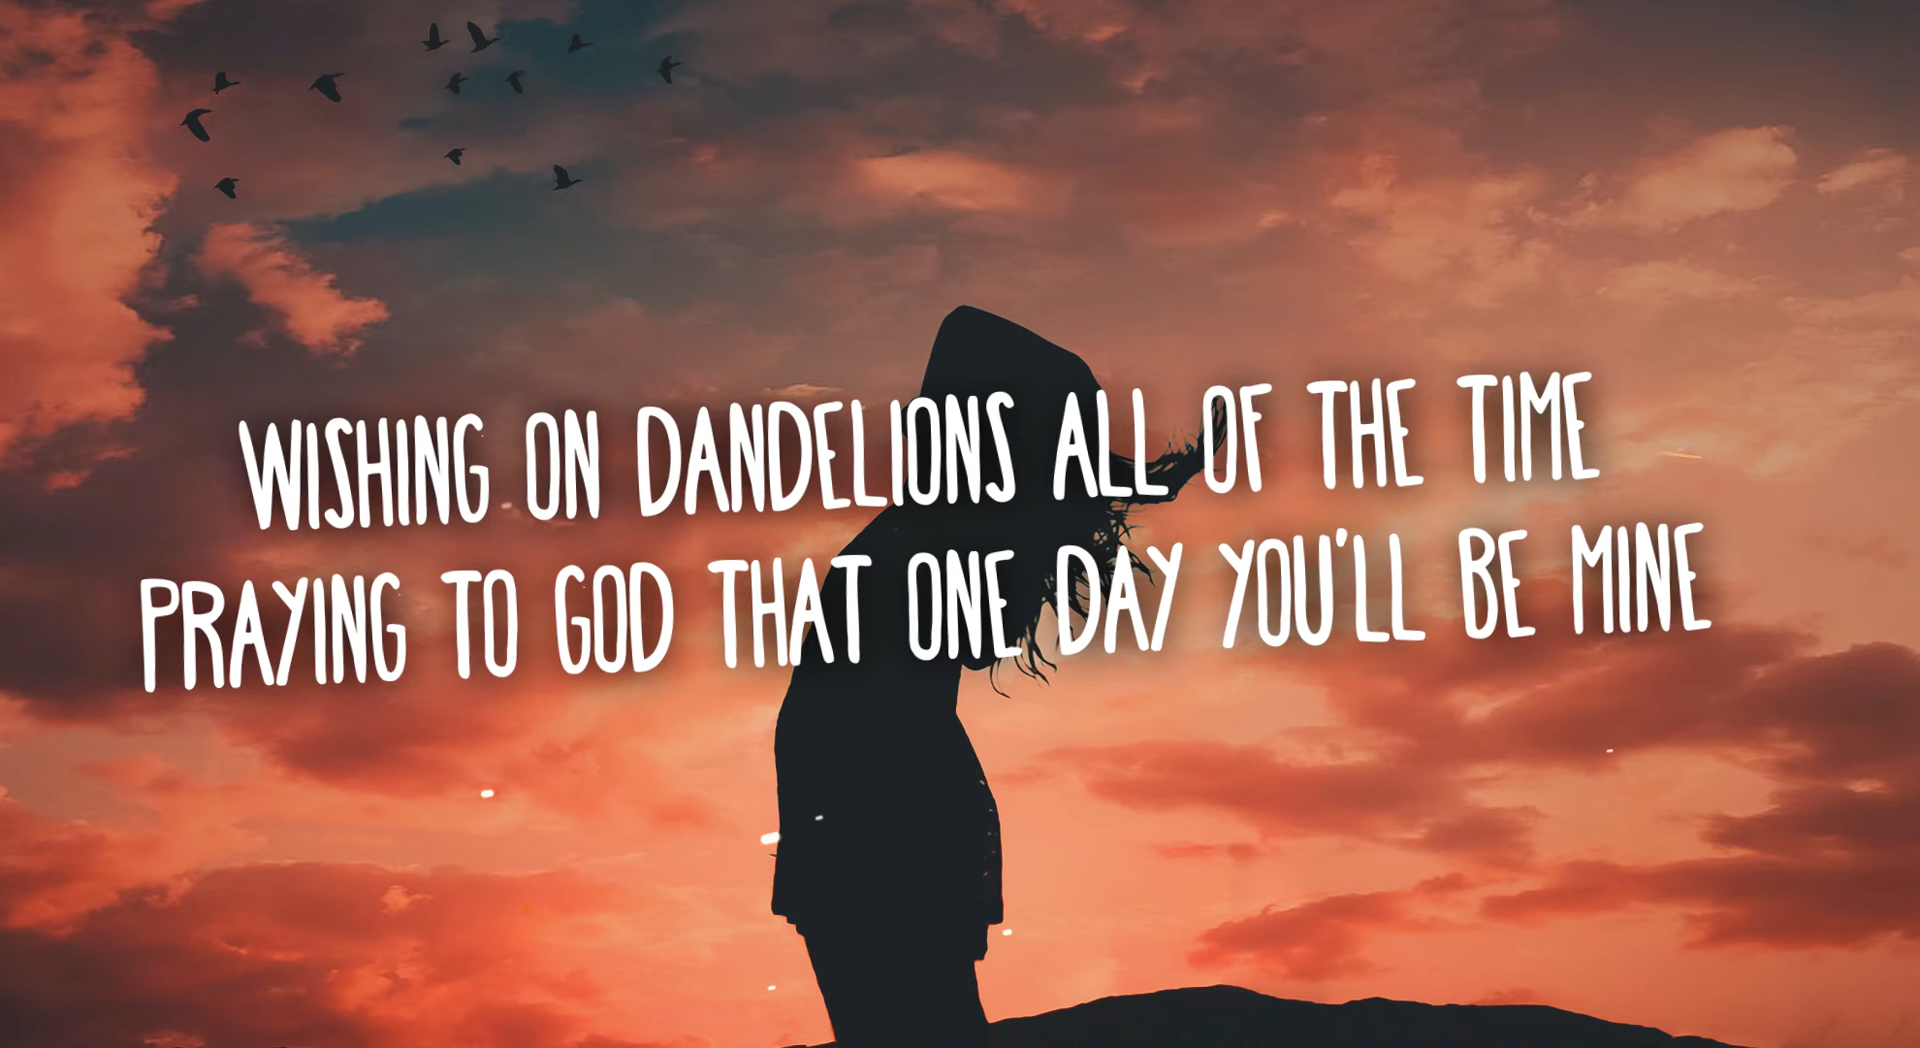 WISHING ON DANDELIONS ALL OF THE TIME
PRAYING TO GOD THAT ONE DAY YOU'LL BE MINE